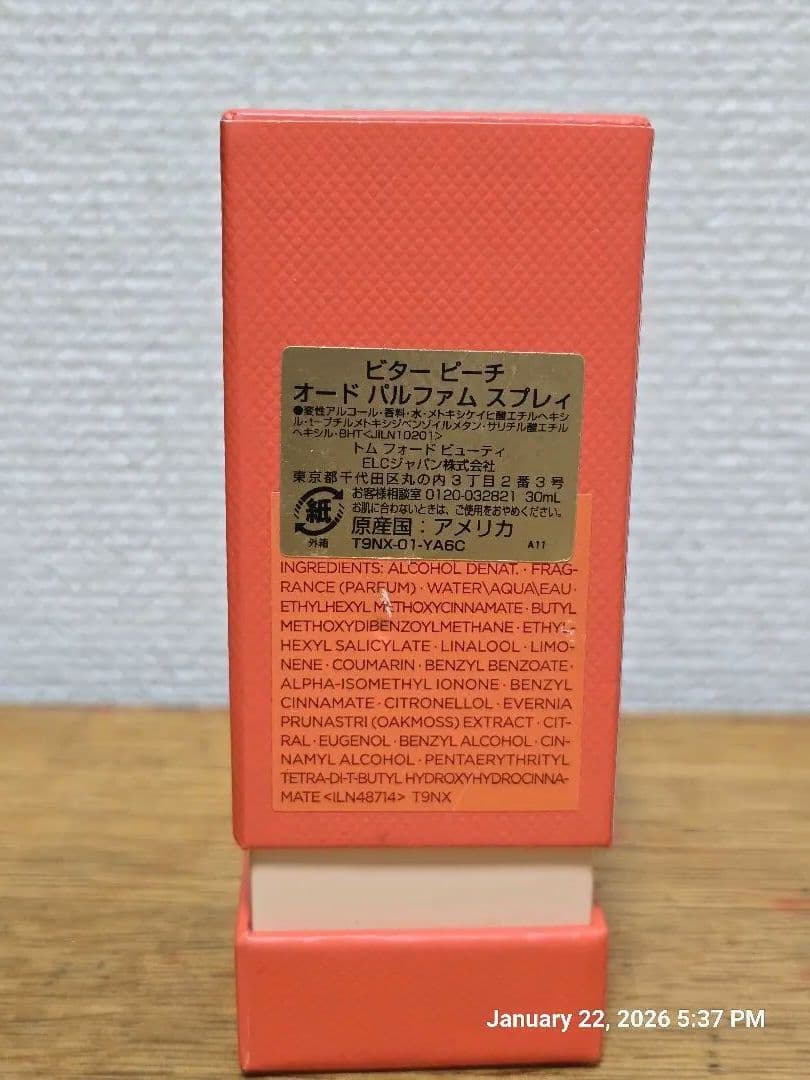 ビター ピーチ
オード パルファム スプレィ
●変性アルコール・香料・水・メトキシケイヒ酸エチルヘキシ
ル・t-ブチルメトキシジベンゾイルメタン・サリチル酸エチル
ヘキシル・BHT<JILN10201>
トム フォード ビューティ
ELCジャパン株式会社
東京都千代田区丸の内3丁目2番3号
お客様相談室 0120-032821 30mL
お肌に合わないときは、ご使用をおやめください。
紙
原産国：アメリカ
外箱 T9NX-01-YA6C A11
INGREDIENTS: ALCOHOL DENAT. · FRAG-
RANCE (PARFUM) · WATER\AQUA\EAU ·
ETHYLHEXYL METHOXYCINNAMATE · BUTYL
METHOXYDIBENZOYLMETHANE · ETHYL-
HEXYL SALICYLATE · LINALOOL · LIMO-
NENE · COUMARIN · BENZYL BENZOATE ·
ALPHA-ISOMETHYL IONONE · BENZYL
CINNAMATE · CITRONELLOL · EVERNIA
PRUNASTRI (OAKMOSS) EXTRACT · CIT-
RAL · EUGENOL · BENZYL ALCOHOL · CIN-
NAMYL ALCOHOL · PENTAERYTHRITYL
TETRA-DI-T-BUTYL HYDROXYHYDROCINNA-
MATE <ILN48714> T9NX
January 22, 2026 5:37 PM